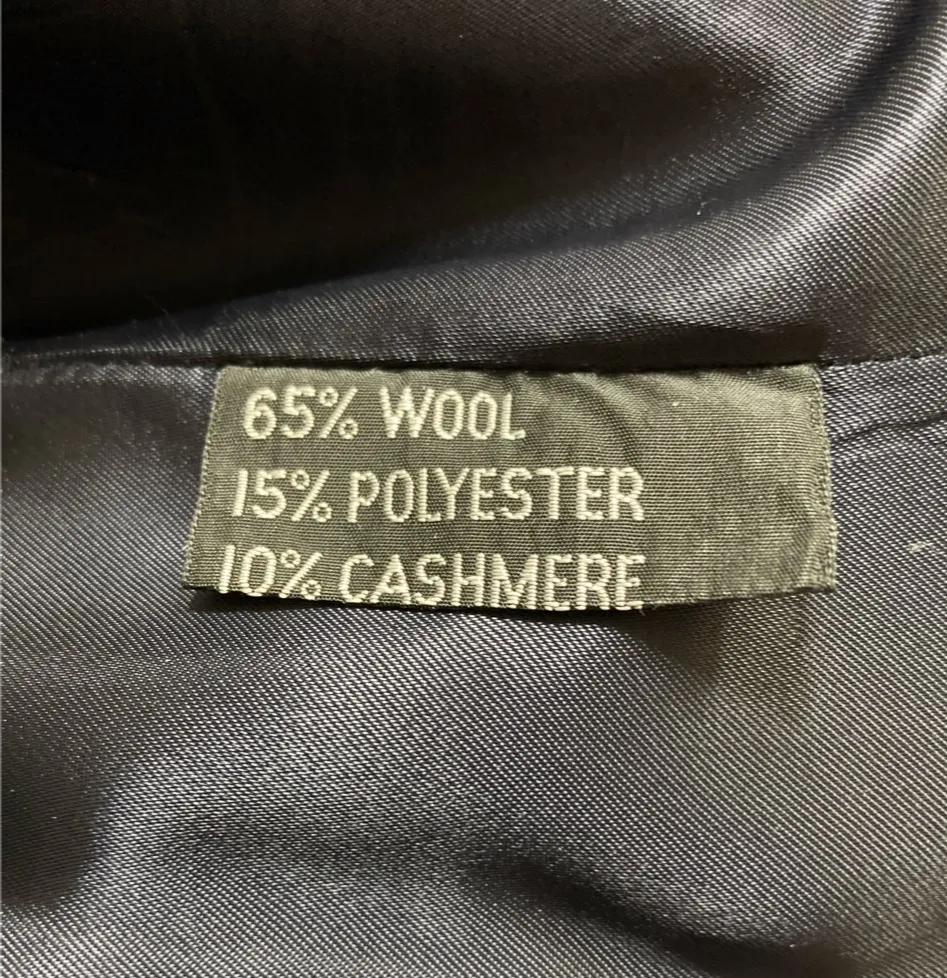 65% WOOL
15% POLYESTER
10% CASHMERE